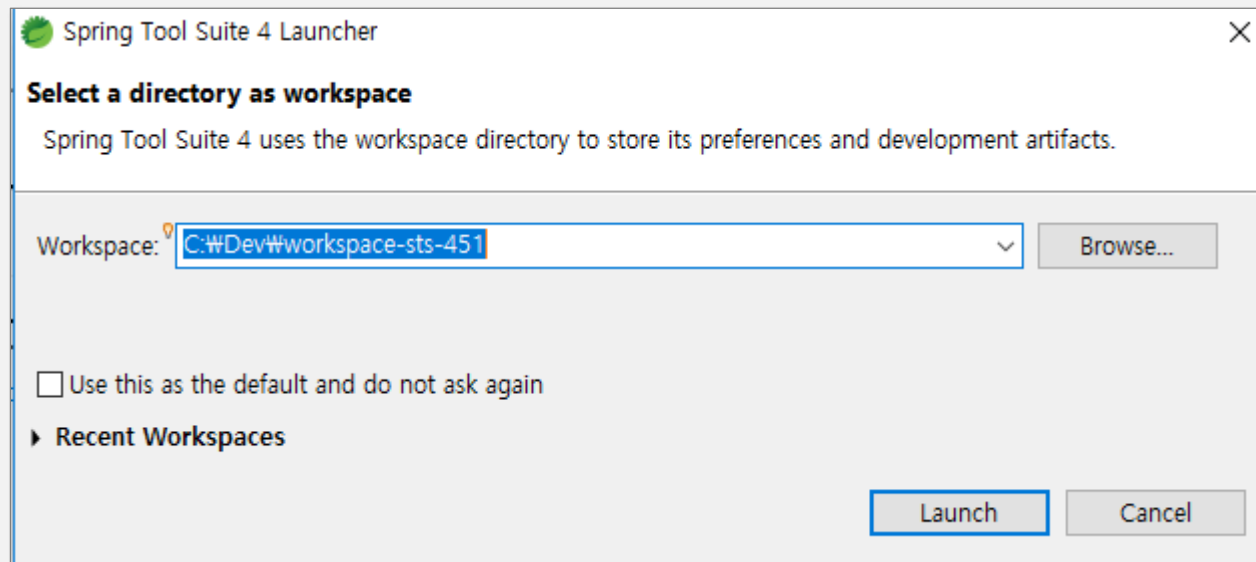 Spring Tool Suite 4 Launcher
Select a directory as workspace
Spring Tool Suite 4 uses the workspace directory to store its preferences and development artifacts.
Workspace: C:₩Dev₩workspace-sts-451 Browse...
Use this as the default and do not ask again
Recent Workspaces
Launch Cancel